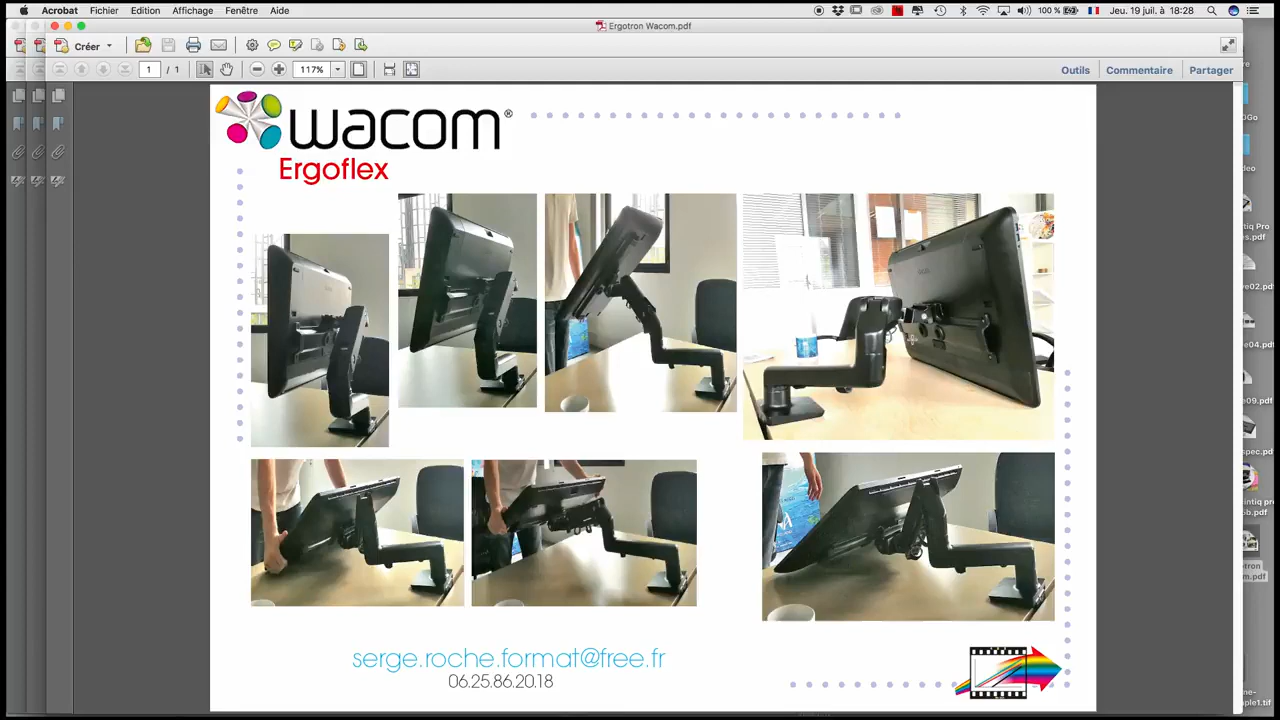 Acrobat Fichier Edition Affichage Fenêtre Aide
100 % Jeu. 19 juil. à 18:28
Ergotron Wacom.pdf
Créer
1 / 1
117%
Outils Commentaire Partager
wacom®
Ergoflex
serge.roche.format@free.fr
06.25.86.20.18